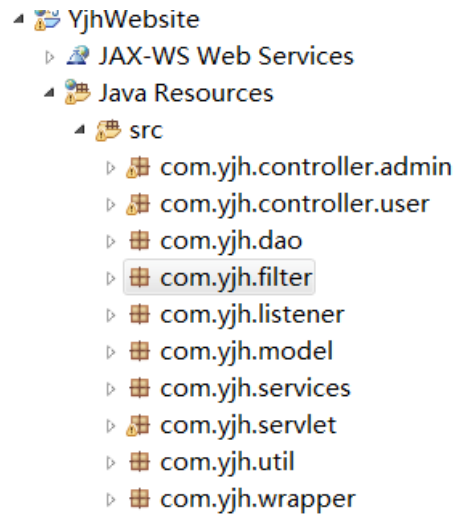 YjhWebsite
JAX-WS Web Services
Java Resources
src
com.yjh.controller.admin
com.yjh.controller.user
com.yjh.dao
com.yjh.filter
com.yjh.listener
com.yjh.model
com.yjh.services
com.yjh.servlet
com.yjh.util
com.yjh.wrapper